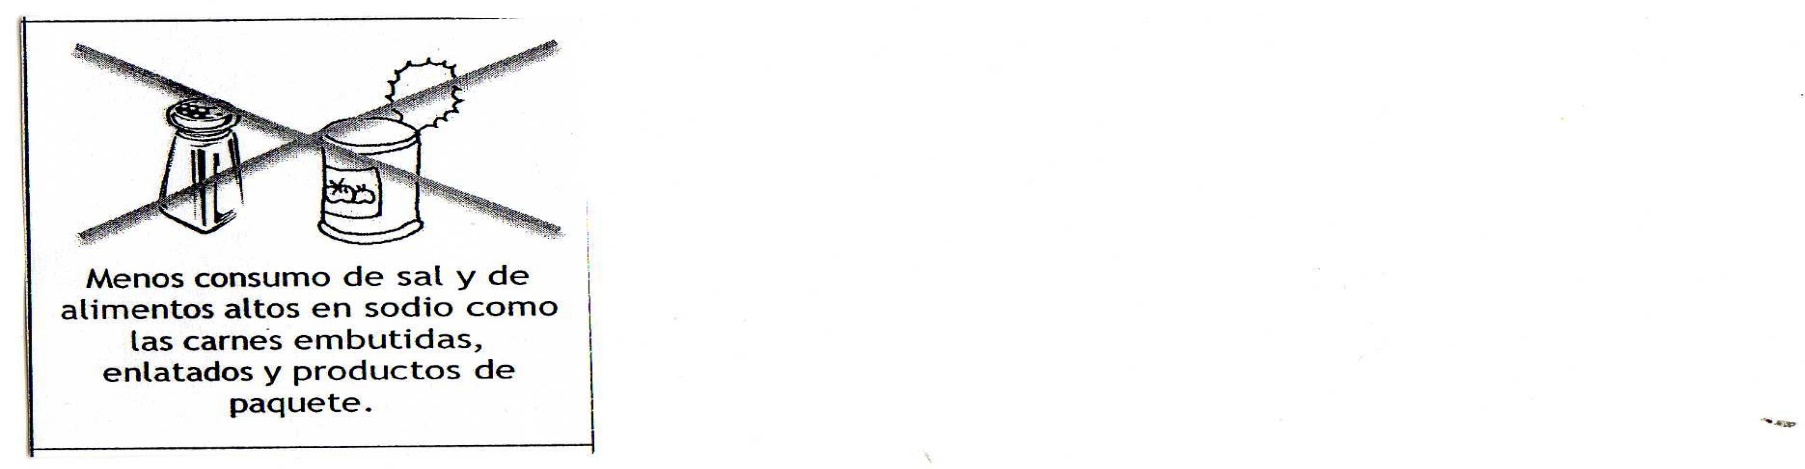 Menos consumo de sal y de
alimentos altos en sodio como
las carnes embutidas,
enlatados y productos de
paquete.